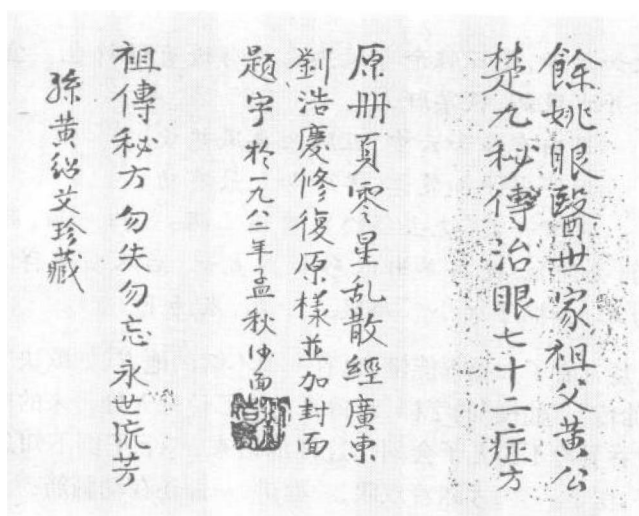 餘姚眼醫世家祖父黃公
楚九秘傳治眼七十二症方
原冊頁零星乱散經廣東
劉浩慶修復原樣並加封面
題字於一九八二年孟秋沙面
祖傳秘方勿失勿忘永世流芳
孫黃紹艾珍藏